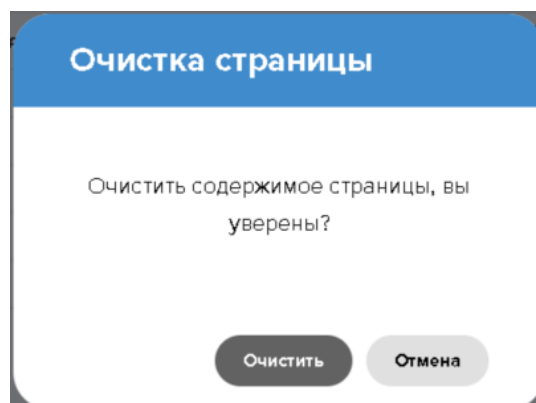 Очистка страницы
Очистить содержимое страницы, вы
уверены?
Очистить Отмена